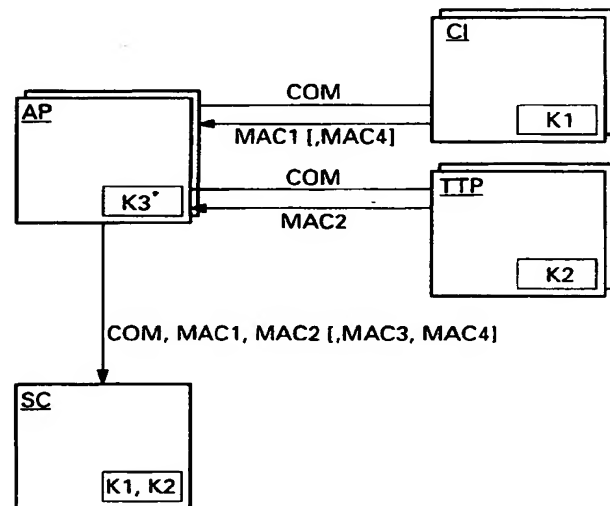 CI
K1
AP
COM
MAC1 [,MAC4]
COM
MAC2
TTP
K2
K3*
COM, MAC1, MAC2 [,MAC3, MAC4]
SC
K1, K2